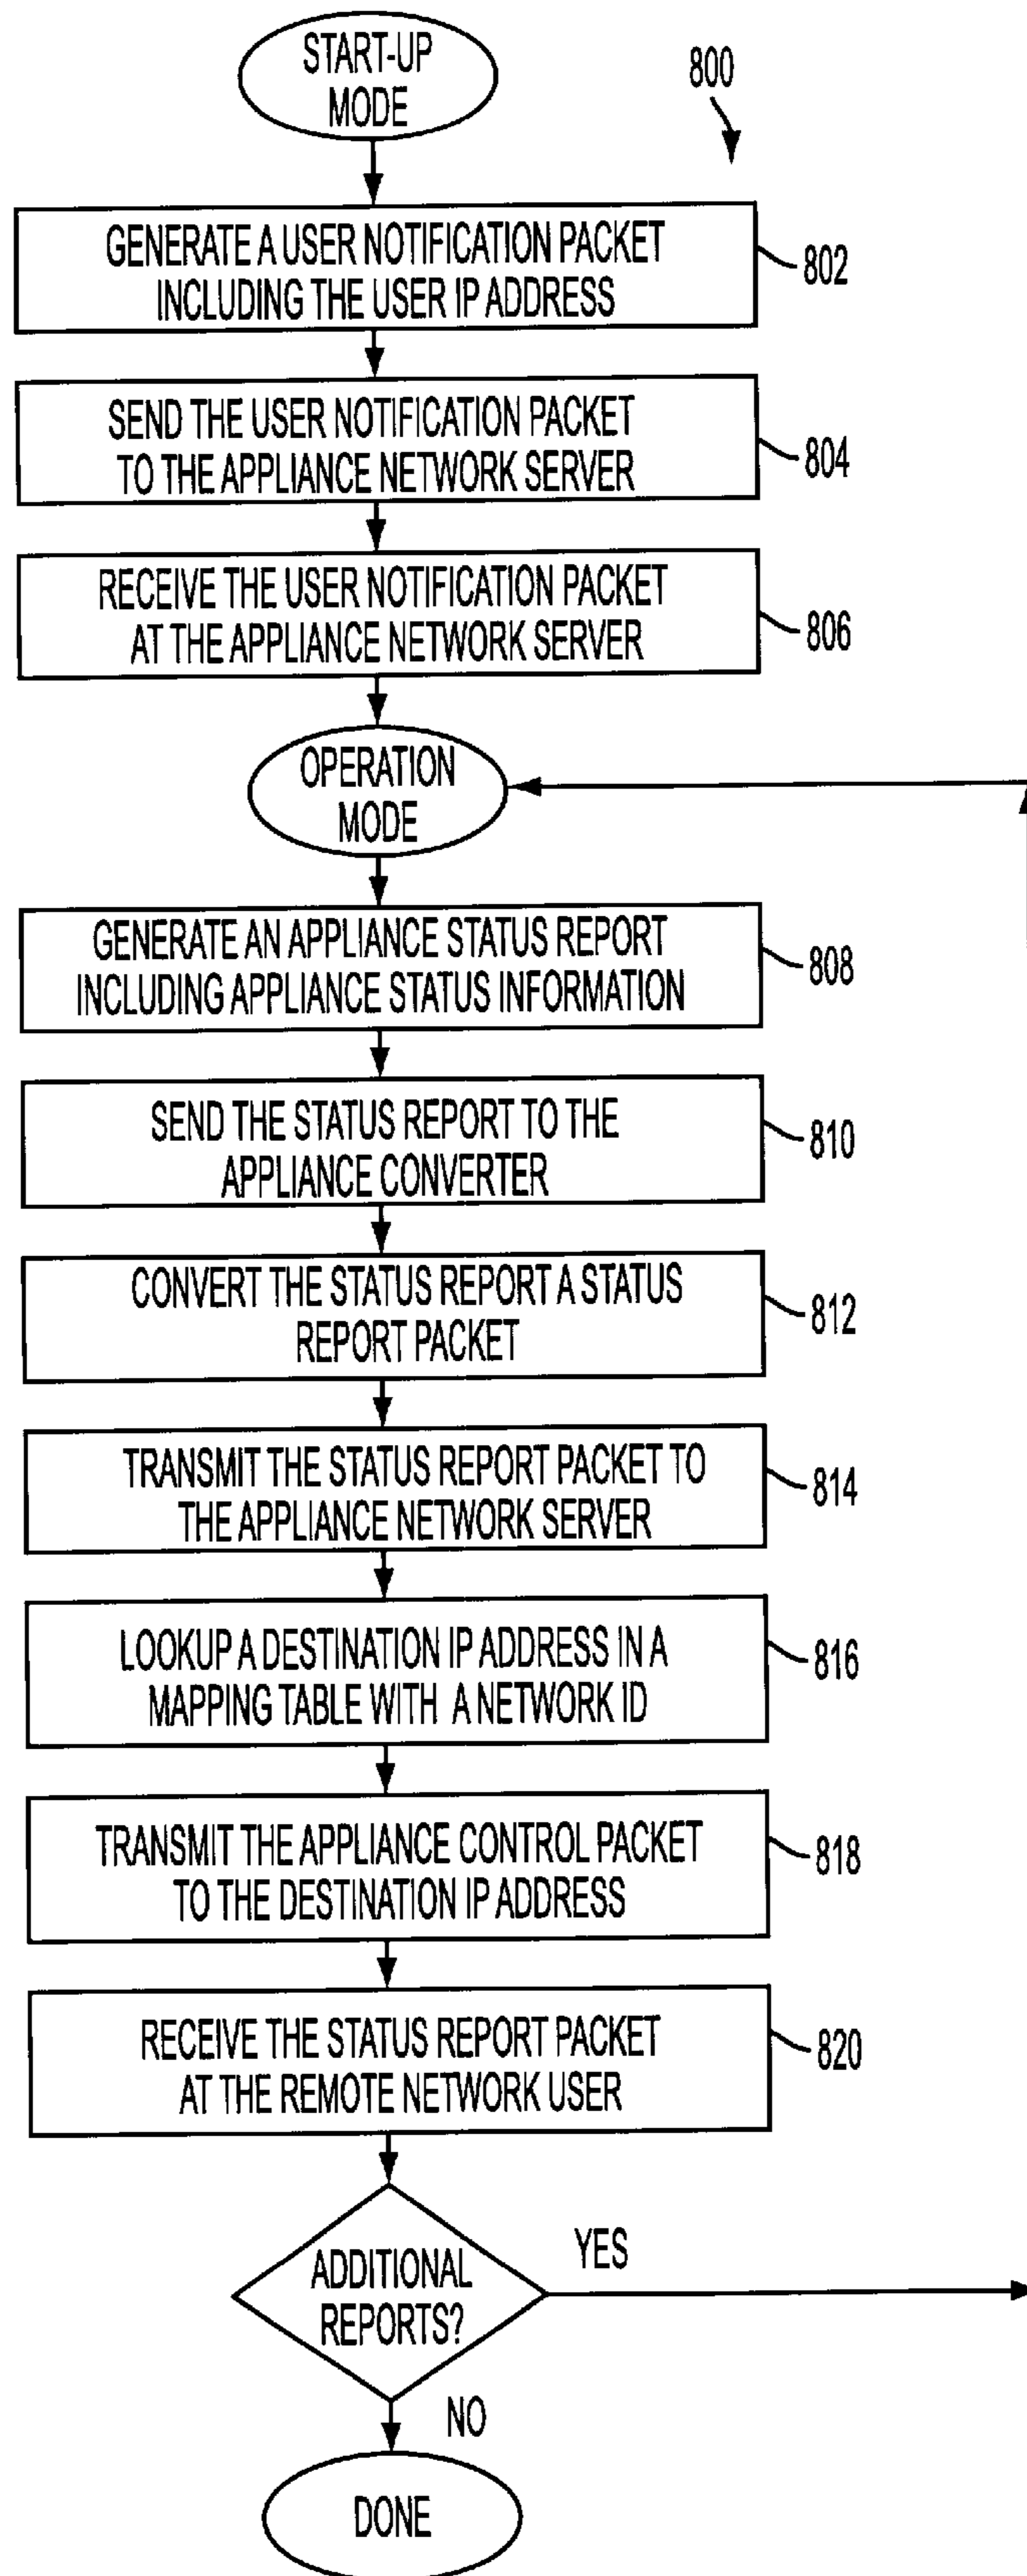 START-UP
MODE
800
GENERATE A USER NOTIFICATION PACKET
INCLUDING THE USER IP ADDRESS
802
SEND THE USER NOTIFICATION PACKET
TO THE APPLIANCE NETWORK SERVER
804
RECEIVE THE USER NOTIFICATION PACKET
AT THE APPLIANCE NETWORK SERVER
806
OPERATION
MODE
GENERATE AN APPLIANCE STATUS REPORT
INCLUDING APPLIANCE STATUS INFORMATION
808
SEND THE STATUS REPORT TO THE
APPLIANCE CONVERTER
810
CONVERT THE STATUS REPORT A STATUS
REPORT PACKET
812
TRANSMIT THE STATUS REPORT PACKET TO
THE APPLIANCE NETWORK SERVER
814
LOOKUP A DESTINATION IP ADDRESS IN A
MAPPING TABLE WITH A NETWORK ID
816
TRANSMIT THE APPLIANCE CONTROL PACKET
TO THE DESTINATION IP ADDRESS
818
RECEIVE THE STATUS REPORT PACKET
AT THE REMOTE NETWORK USER
820
ADDITIONAL
REPORTS?
YES
NO
DONE